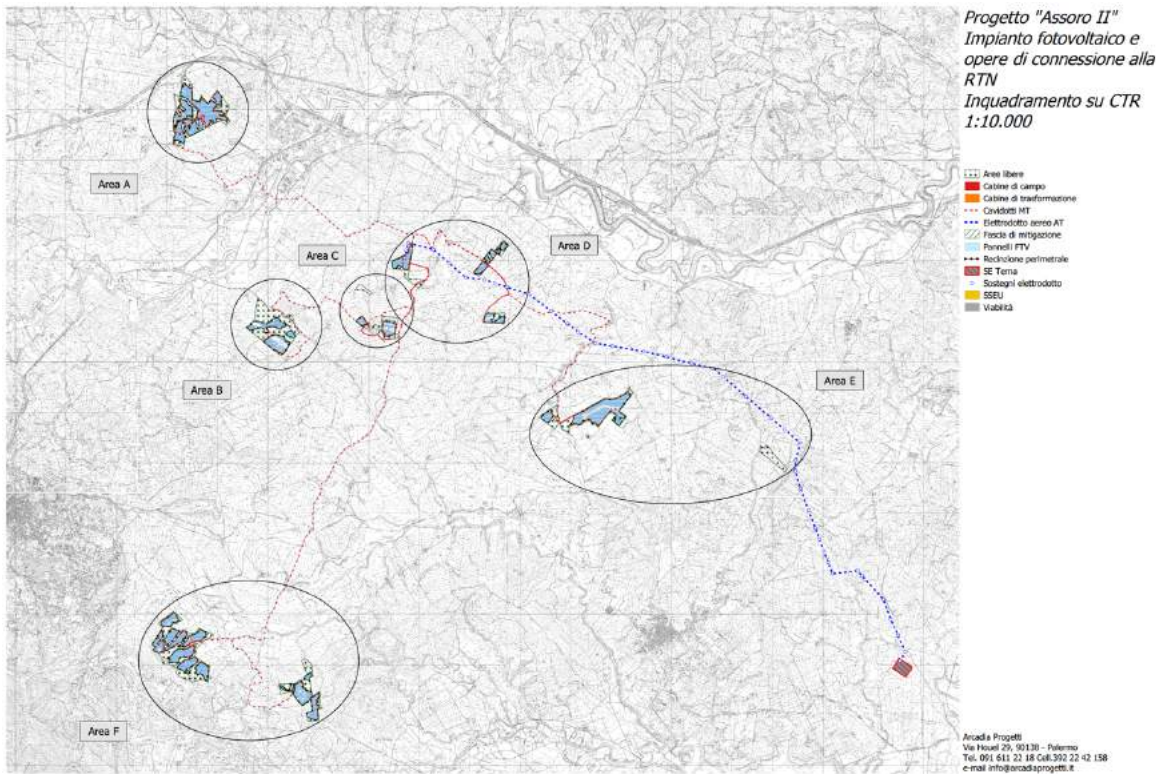 Progetto "Assoro II"
Impianto fotovoltaico e
opere di connessione alla
RTN
Inquadramento su CTR
1:10.000
Area A
Area C
Area D
Area B
Area E
Area F
Aree libere
Cabine di campo
Cabine di trasformazione
Cavidotti MT
Elettrodotto aereo AT
Fascia di mitigazione
Pannelli FTV
Recinzione perimetrale
SE Terna
Sostegni elettrodotto
SSEU
Viabilità
Arcadia Progetti
Via Houel 29, 90138 - Palermo
Tel. 091 611 22 18 Cell.392 22 42 158
e-mail info@arcadiaprogetti.it